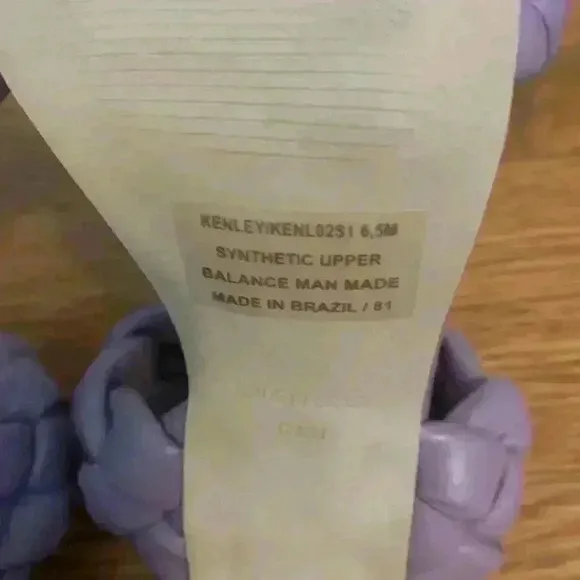 KENLEY/KENL02S1 6,5M
SYNTHETIC UPPER
BALANCE MAN MADE
MADE IN BRAZIL / 81